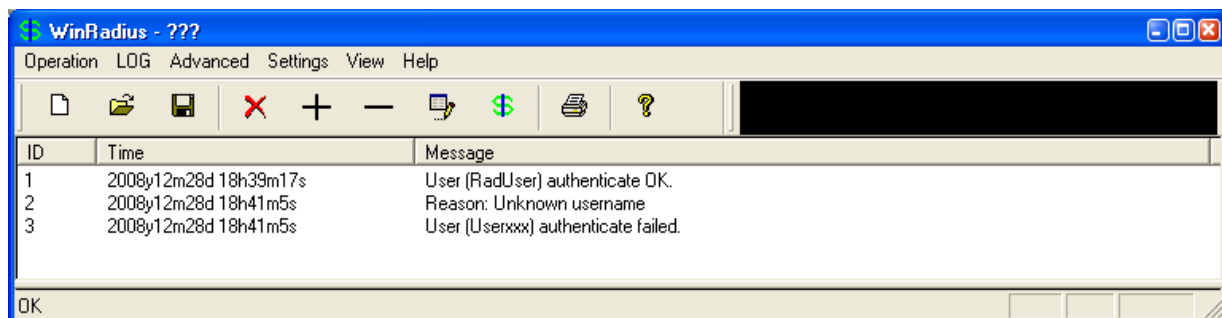 WinRadius - ???
Operation LOG Advanced Settings View Help
ID Time Message
1 2008y12m28d 18h39m17s User (RadUser) authenticate OK.
2 2008y12m28d 18h41m5s Reason: Unknown username
3 2008y12m28d 18h41m5s User (Userxxx) authenticate failed.
OK